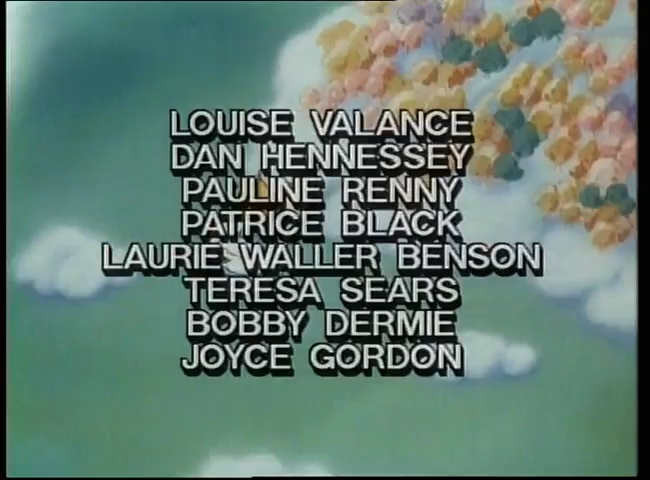 LOUISE VALANCE
DAN HENNESSEY
PAULINE RENNY
PATRICE BLACK
LAURIE WALLER BENSON
TERESA SEARS
BOBBY DERMIE
JOYCE GORDON